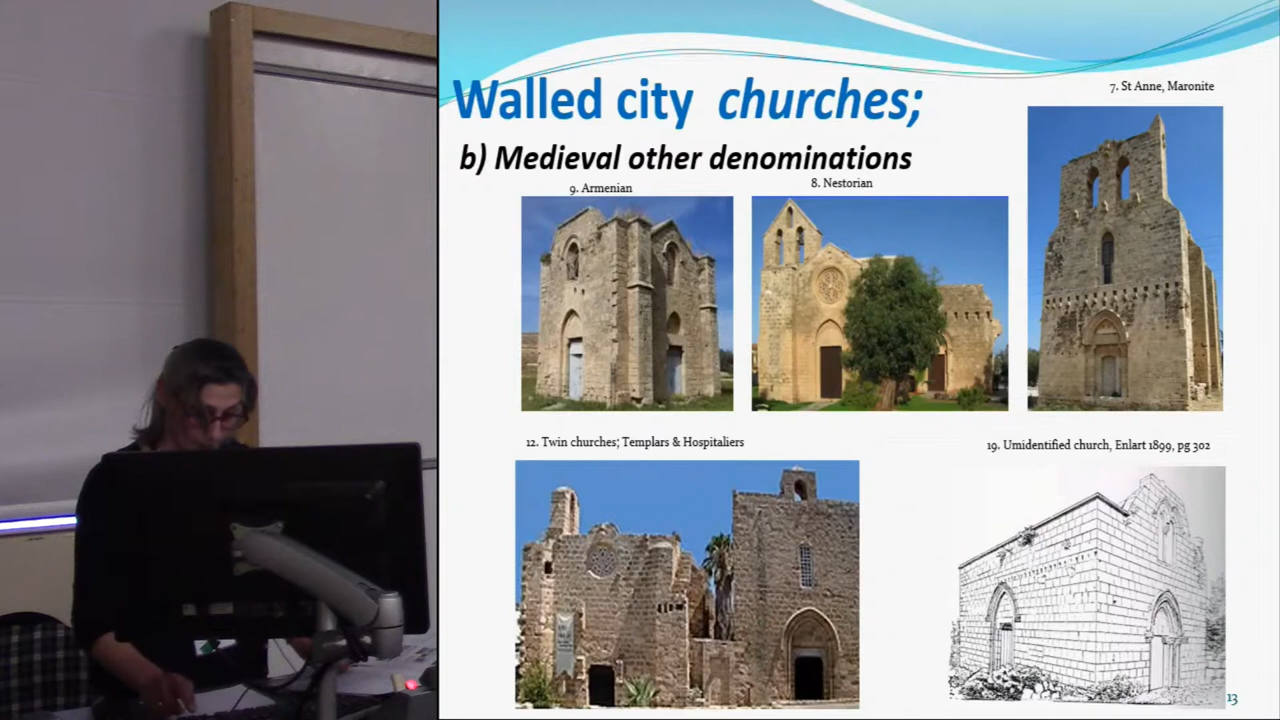 7. St Anne, Maronite
Walled city churches;
b) Medieval other denominations
9. Armenian
8. Nestorian
12. Twin churches; Templars & Hospitaliers
19. Umidentified church, Enlart 1899, pg 302
13